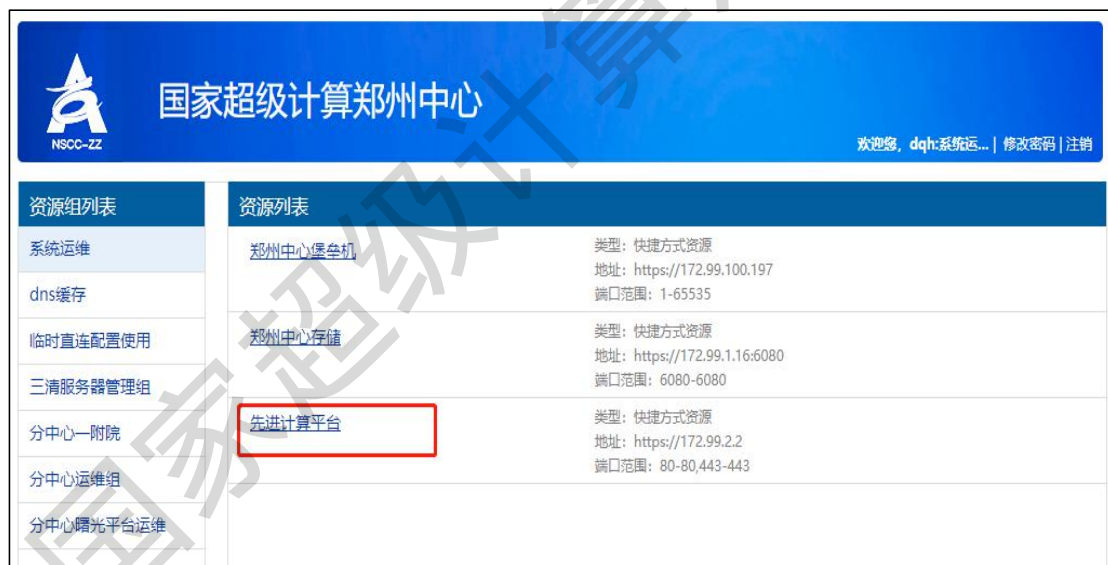 国家超级计算郑州中心
NSCC-ZZ
欢迎您，dqh:系统运... | 修改密码 | 注销
资源组列表
资源列表
系统运维
郑州中心堡垒机
类型：快捷方式资源
地址：https://172.99.100.197
端口范围：1-65535
dns缓存
临时直连配置使用
郑州中心存储
类型：快捷方式资源
地址：https://172.99.1.16:6080
端口范围：6080-6080
三清服务器管理组
分中心—附院
先进计算平台
类型：快捷方式资源
地址：https://172.99.2.2
端口范围：80-80,443-443
分中心运维组
分中心曙光平台运维
国家超级计算